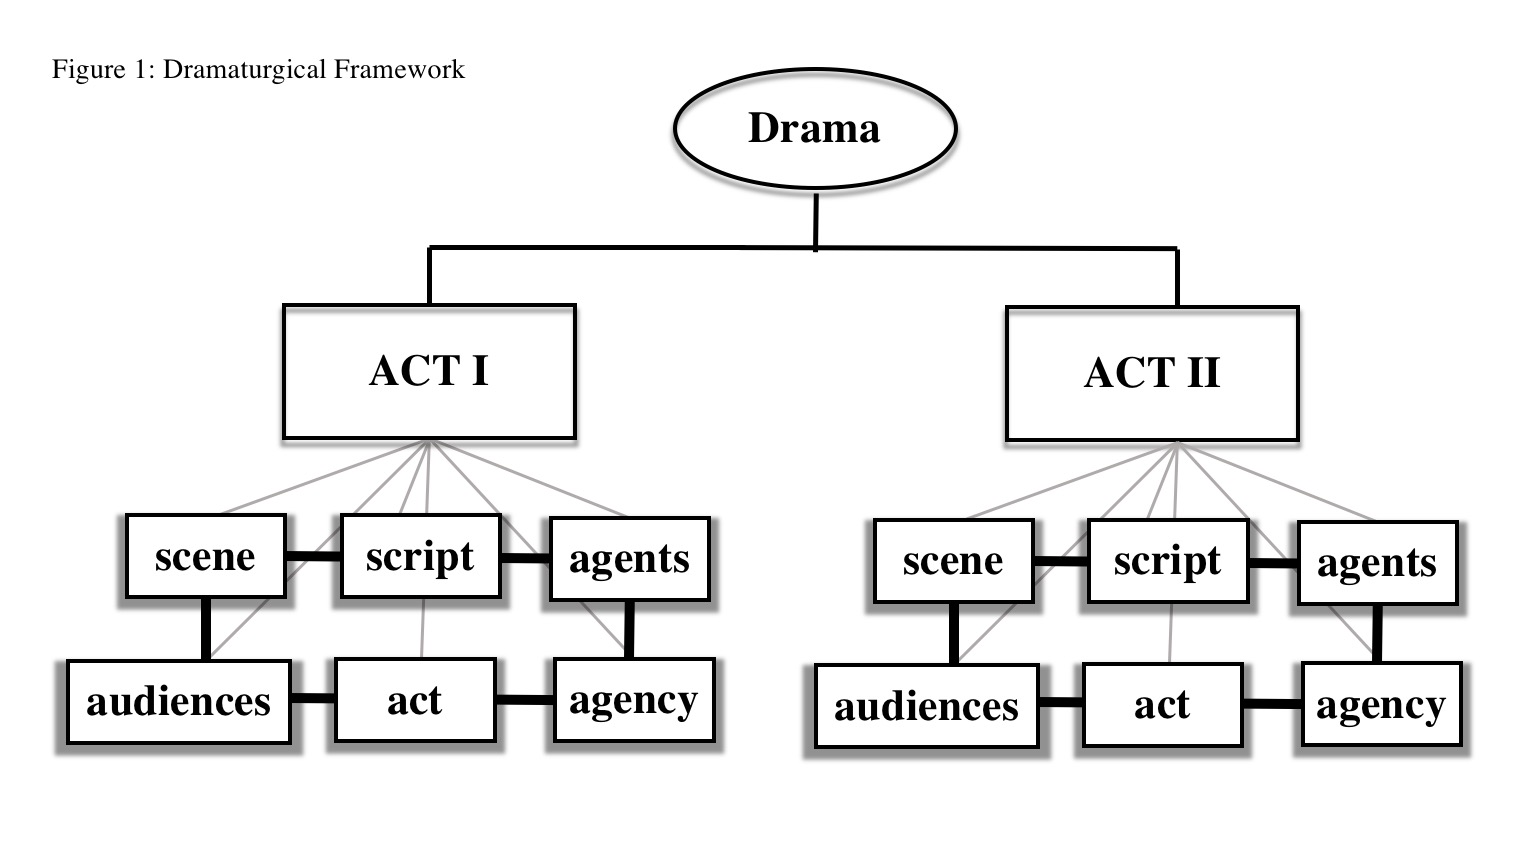 Figure 1: Dramaturgical Framework
Drama
ACT I
ACT II
scene
script
agents
audiences
act
agency
scene
script
agents
audiences
act
agency